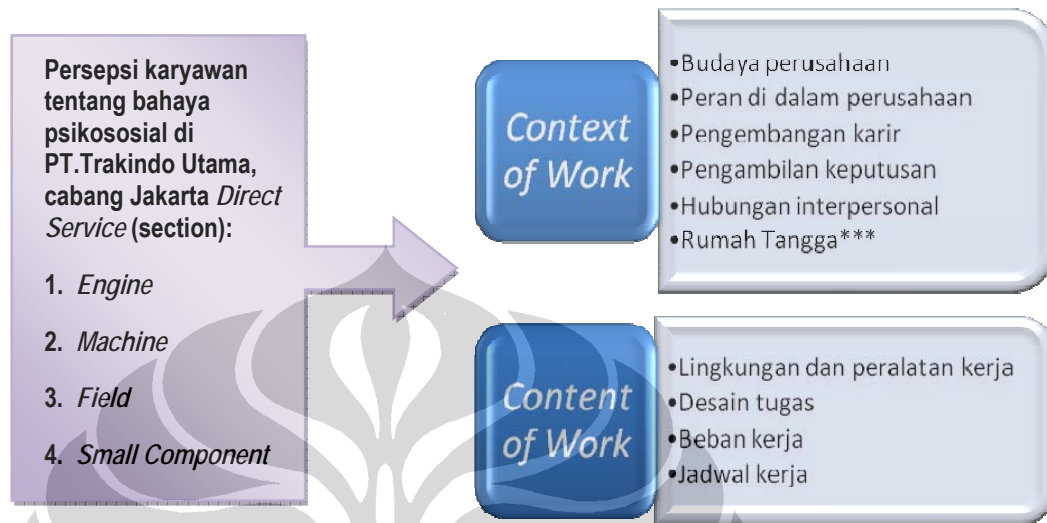 Persepsi karyawan
tentang bahaya
psikososial di
PT.Trakindo Utama,
cabang Jakarta Direct
Service (section):
1. Engine
2. Machine
3. Field
4. Small Component
Context
of Work
•Budaya perusahaan
•Peran di dalam perusahaan
•Pengembangan karir
•Pengambilan keputusan
•Hubungan interpersonal
•Rumah Tangga***
Content
of Work
•Lingkungan dan peralatan kerja
•Desain tugas
•Beban kerja
•Jadwal kerja